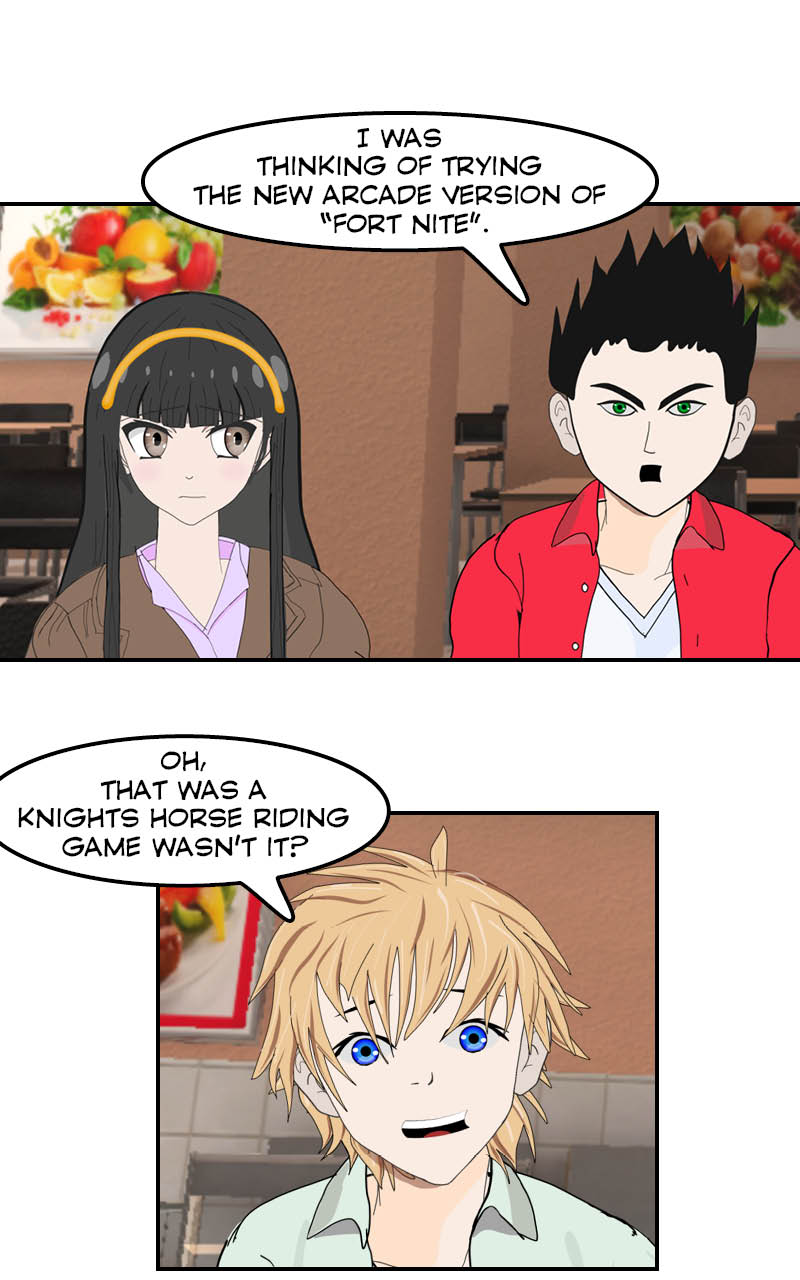 I WAS
THINKING OF TRYING
THE NEW ARCADE VERSION OF
"FORT NITE".
OH,
THAT WAS A
KNIGHTS HORSE RIDING
GAME WASN'T IT?